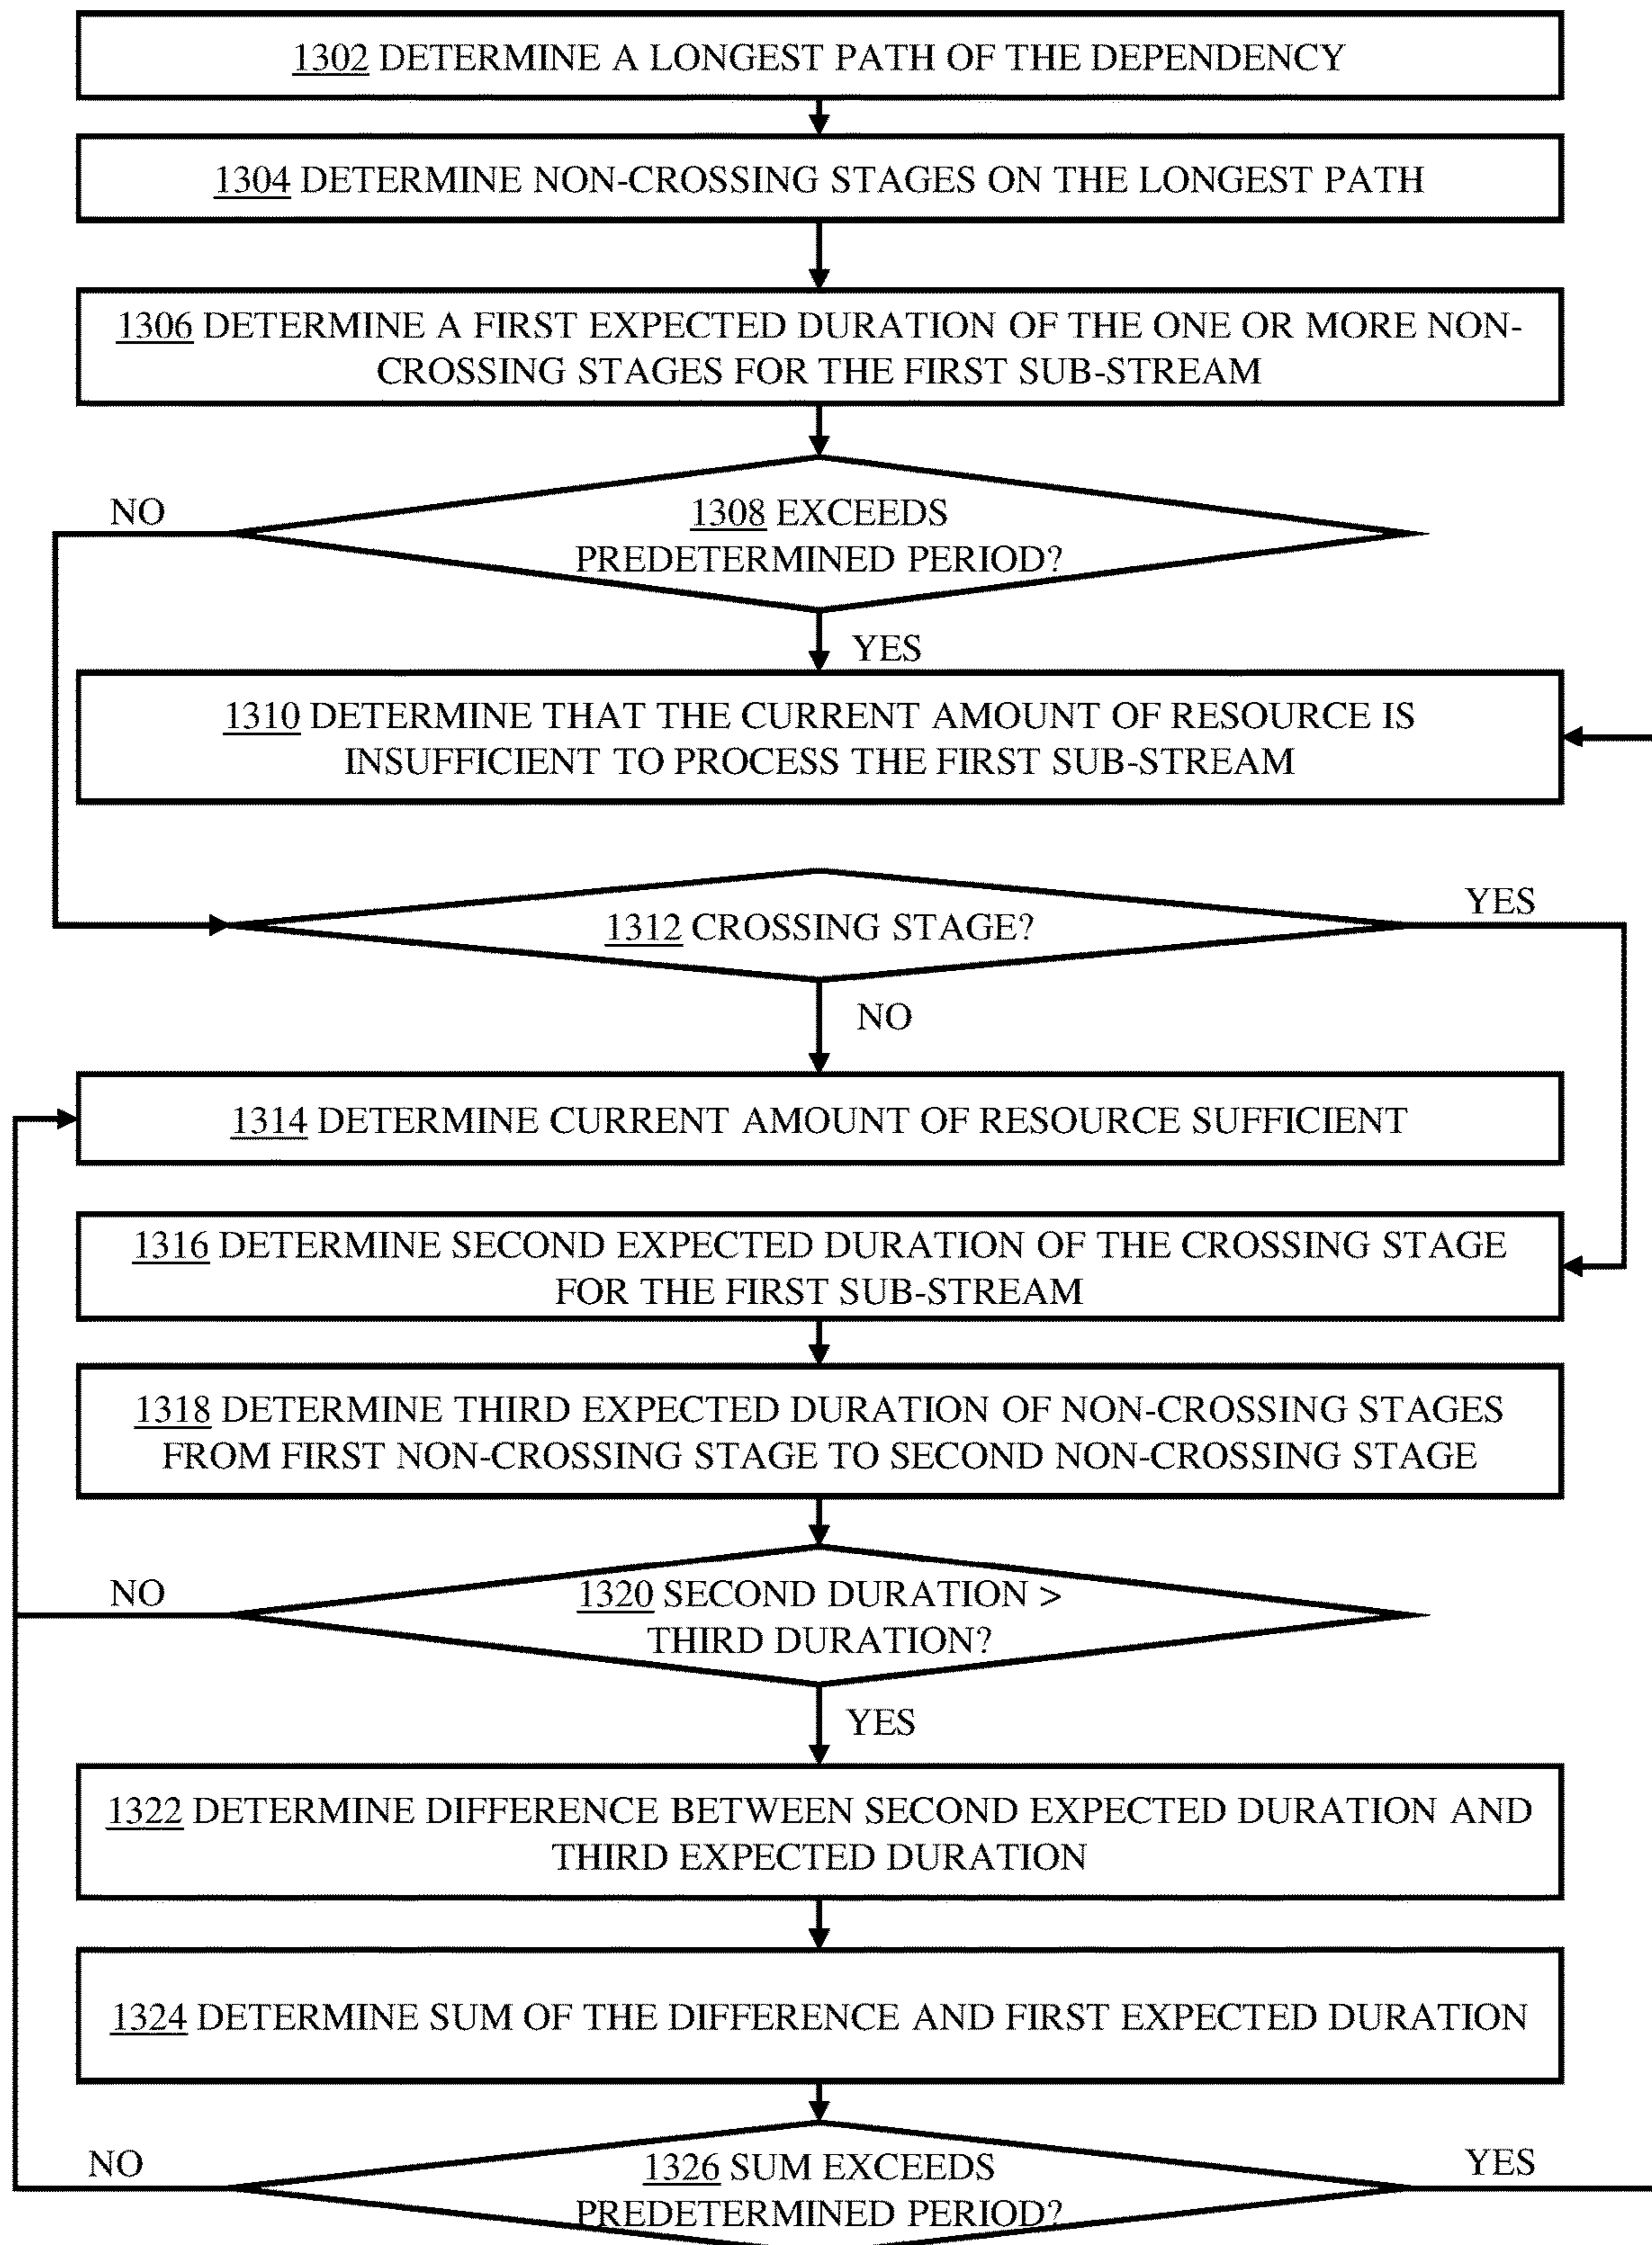 1302 DETERMINE A LONGEST PATH OF THE DEPENDENCY
1304 DETERMINE NON-CROSSING STAGES ON THE LONGEST PATH
1306 DETERMINE A FIRST EXPECTED DURATION OF THE ONE OR MORE NON-
CROSSING STAGES FOR THE FIRST SUB-STREAM
NO
1308 EXCEEDS
PREDETERMINED PERIOD?
YES
1310 DETERMINE THAT THE CURRENT AMOUNT OF RESOURCE IS
INSUFFICIENT TO PROCESS THE FIRST SUB-STREAM
YES
1312 CROSSING STAGE?
NO
1314 DETERMINE CURRENT AMOUNT OF RESOURCE SUFFICIENT
1316 DETERMINE SECOND EXPECTED DURATION OF THE CROSSING STAGE
FOR THE FIRST SUB-STREAM
1318 DETERMINE THIRD EXPECTED DURATION OF NON-CROSSING STAGES
FROM FIRST NON-CROSSING STAGE TO SECOND NON-CROSSING STAGE
NO
1320 SECOND DURATION >
THIRD DURATION?
YES
1322 DETERMINE DIFFERENCE BETWEEN SECOND EXPECTED DURATION AND
THIRD EXPECTED DURATION
1324 DETERMINE SUM OF THE DIFFERENCE AND FIRST EXPECTED DURATION
NO
1326 SUM EXCEEDS
PREDETERMINED PERIOD?
YES